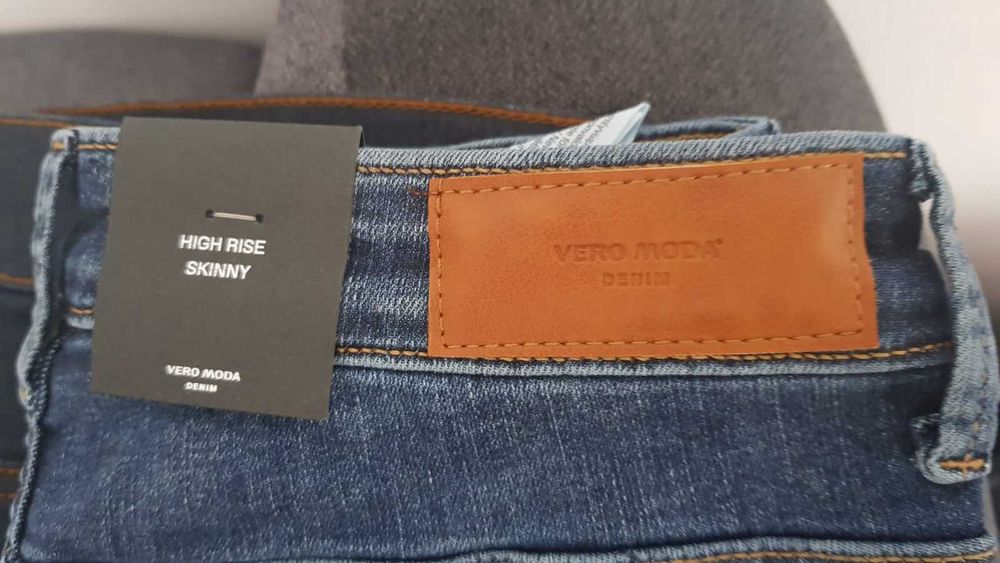 HIGH RISE
SKINNY
VERO MODA
DENIM
VERO MODA®
DENIM